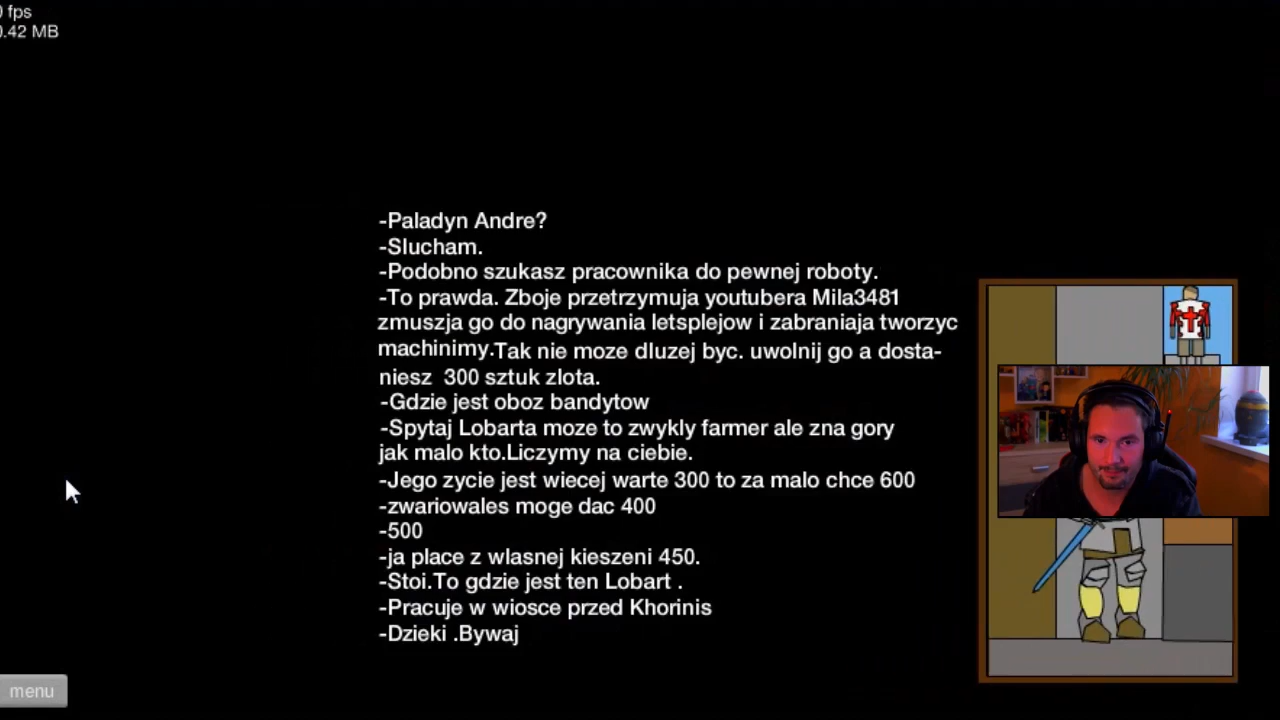 fps
.42 MB
-Paladyn Andre?
-Slucham.
-Podobno szukasz pracownika do pewnej roboty.
-To prawda. Zboje przetrzymuja youtubera Mila3481
zmuszja go do nagrywania letsplejow i zabraniaja tworzyc
machinimy.Tak nie moze dluzej byc. uwolnij go a dosta-
niesz 300 sztuk zlota.
-Gdzie jest oboz bandytow
-Spytaj Lobarta moze to zwykly farmer ale zna gory
jak malo kto.Liczymy na ciebie.
-Jego zycie jest wiecej warte 300 to za malo chce 600
-zwariowales moge dac 400
-500
-ja place z wlasnej kieszeni 450.
-Stoi.To gdzie jest ten Lobart .
-Pracuje w wiosce przed Khorinis
-Dzieki .Bywaj
menu